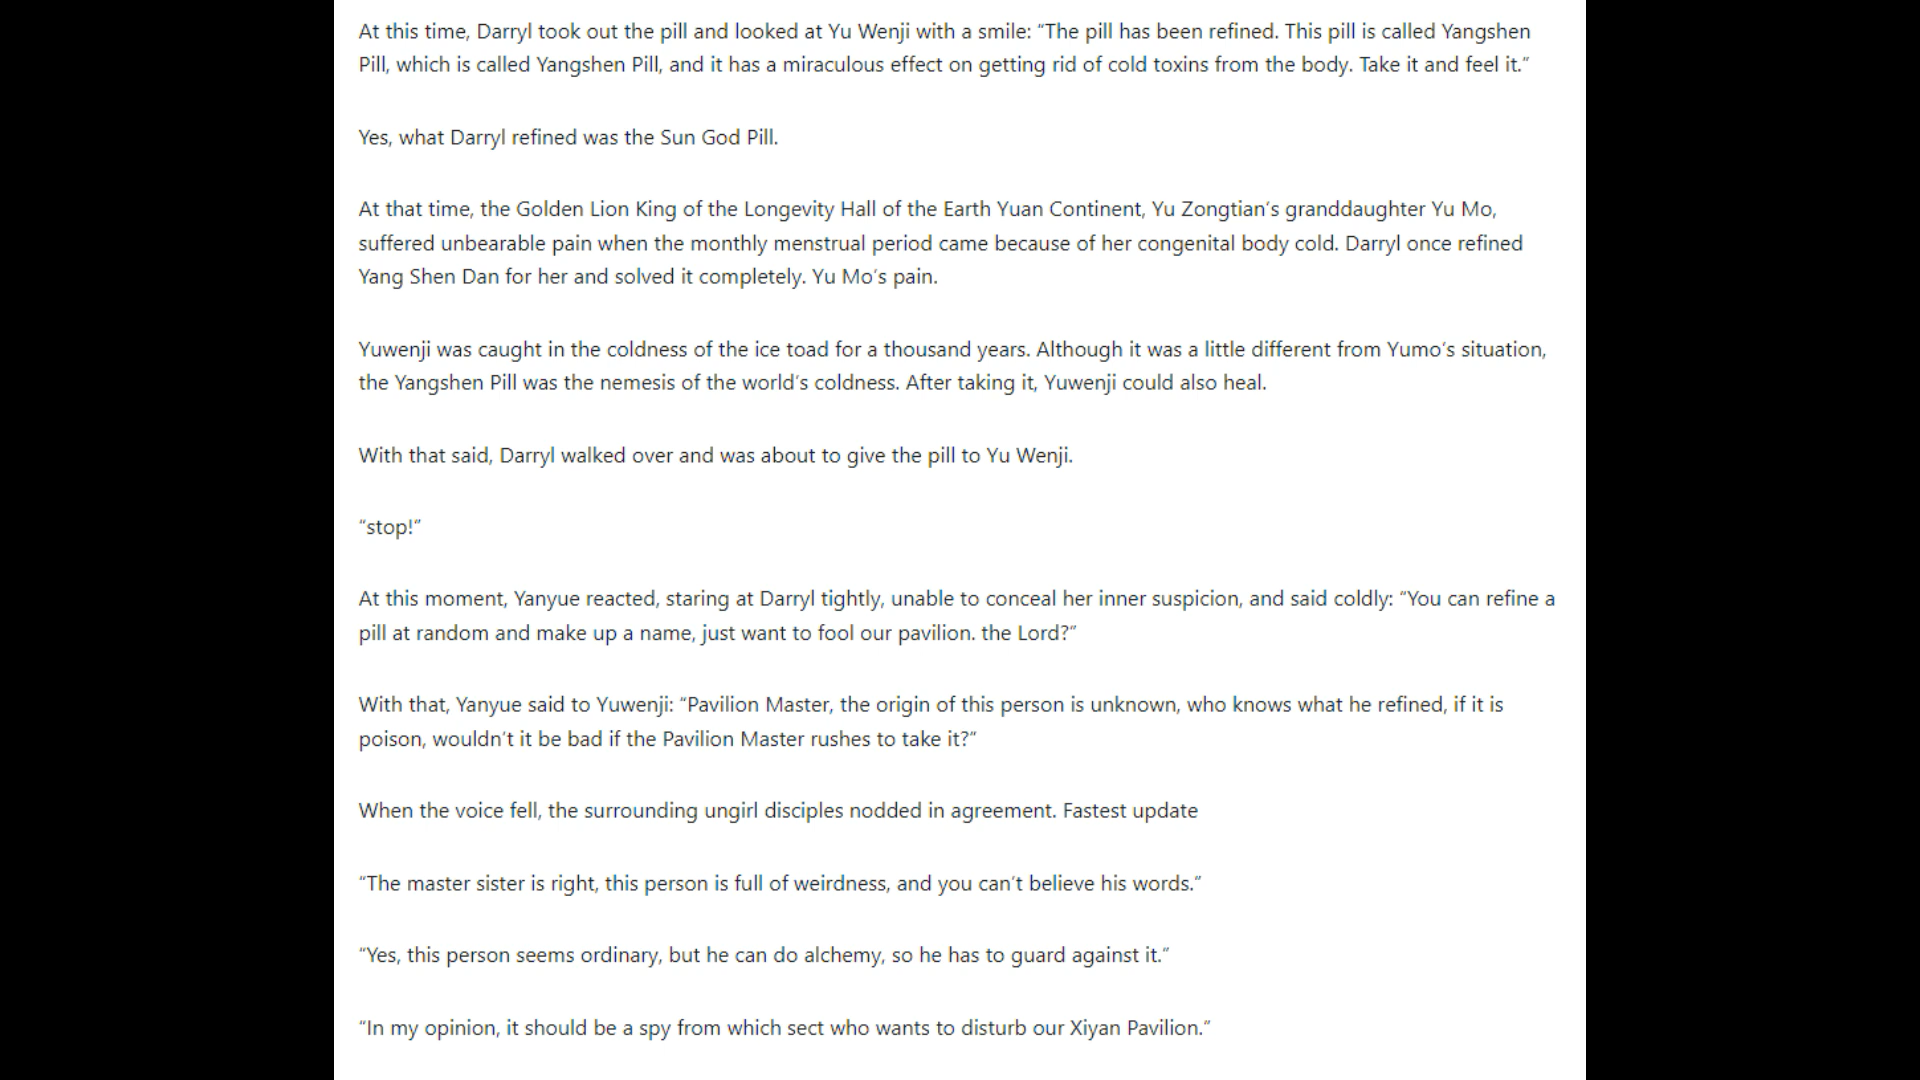 At this time, Darryl took out the pill and looked at Yu Wenji with a smile: “The pill has been refined. This pill is called Yangshen
Pill, which is called Yangshen Pill, and it has a miraculous effect on getting rid of cold toxins from the body. Take it and feel it.”
Yes, what Darryl refined was the Sun God Pill.
At that time, the Golden Lion King of the Longevity Hall of the Earth Yuan Continent, Yu Zongtian’s granddaughter Yu Mo,
suffered unbearable pain when the monthly menstrual period came because of her congenital body cold. Darryl once refined
Yang Shen Dan for her and solved it completely. Yu Mo’s pain.
Yuwenji was caught in the coldness of the ice toad for a thousand years. Although it was a little different from Yumo’s situation,
the Yangshen Pill was the nemesis of the world’s coldness. After taking it, Yuwenji could also heal.
With that said, Darryl walked over and was about to give the pill to Yu Wenji.
“stop!”
At this moment, Yanyue reacted, staring at Darryl tightly, unable to conceal her inner suspicion, and said coldly: “You can refine a
pill at random and make up a name, just want to fool our pavilion. the Lord?”
With that, Yanyue said to Yuwenji: “Pavilion Master, the origin of this person is unknown, who knows what he refined, if it is
poison, wouldn’t it be bad if the Pavilion Master rushes to take it?”
When the voice fell, the surrounding ungirl disciples nodded in agreement. Fastest update
“The master sister is right, this person is full of weirdness, and you can’t believe his words.”
“Yes, this person seems ordinary, but he can do alchemy, so he has to guard against it.”
“In my opinion, it should be a spy from which sect who wants to disturb our Xiyan Pavilion.”